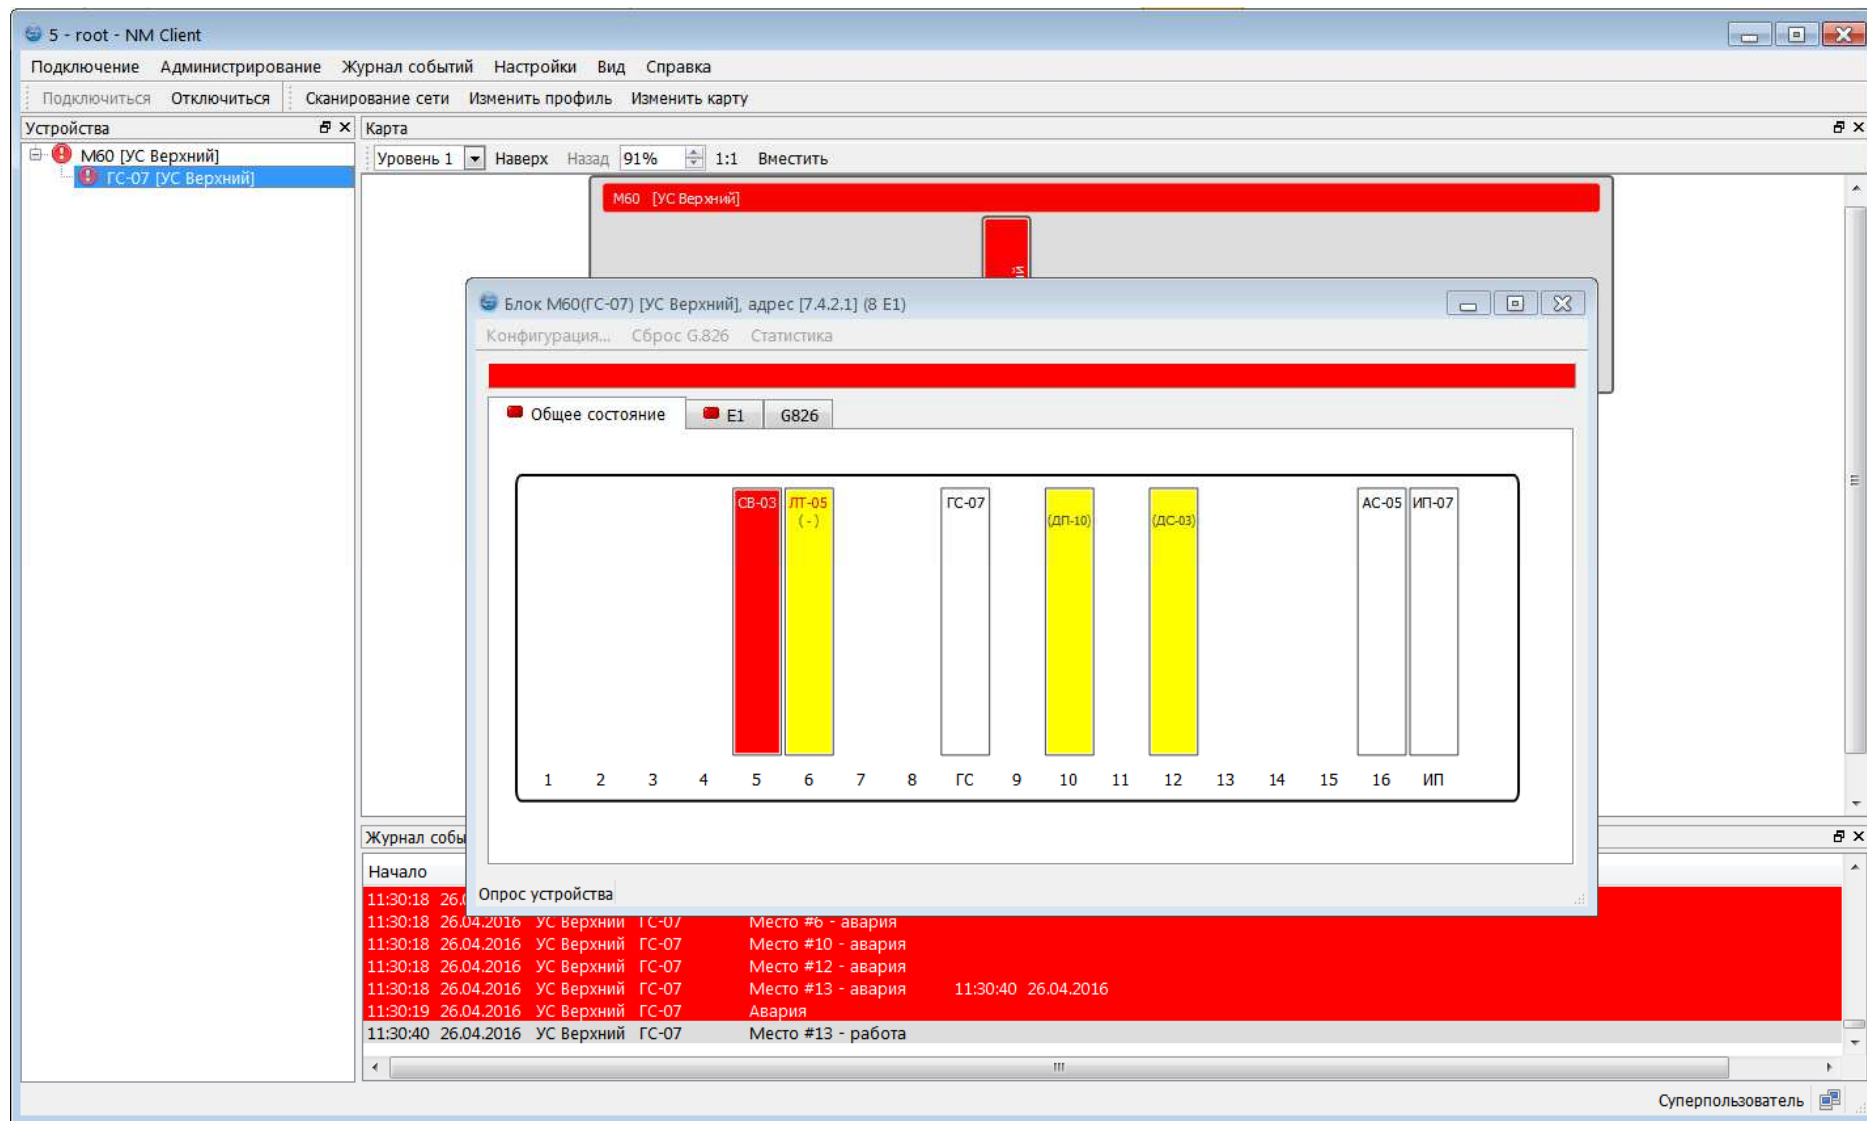 5 - root - NM Client
Подключение Администрирование Журнал событий Настройки Вид Справка
Подключиться Отключиться Сканирование сети Изменить профиль Изменить карту
Устройства
М60 [УС Верхний]
ГС-07 [УС Верхний]
Карта
Уровень 1 Наверх Назад 91% 1:1 Вместить
М60 [УС Верхний]
Блок М60(ГС-07) [УС Верхний], адрес [7.4.2.1] (8 E1)
Конфигурация... Сброс G.826 Статистика
Общее состояние E1 G826
СВ-03 ЛТ-05 ГС-07 АС-05 ИП-07
( - ) (ДП-10) (ДС-03)
1 2 3 4 5 6 7 8 ГС 9 10 11 12 13 14 15 16 ИП
Опрос устройства
Журнал собы
Начало
11:30:18 26.0
11:30:18 26.04.2016 УС Верхний ГС-07 Место #6 - авария
11:30:18 26.04.2016 УС Верхний ГС-07 Место #10 - авария
11:30:18 26.04.2016 УС Верхний ГС-07 Место #12 - авария
11:30:18 26.04.2016 УС Верхний ГС-07 Место #13 - авария 11:30:40 26.04.2016
11:30:19 26.04.2016 УС Верхний ГС-07 Авария
11:30:40 26.04.2016 УС Верхний ГС-07 Место #13 - работа
Суперпользователь